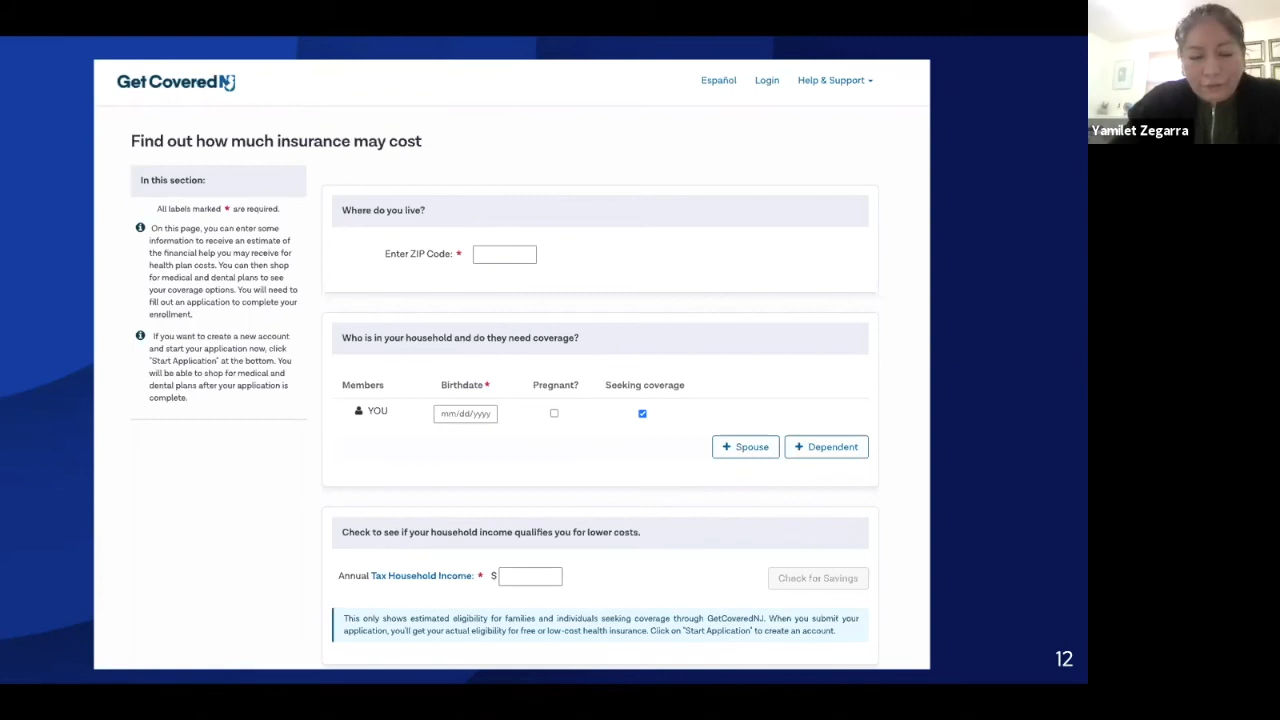 GetCoveredNJ
Español Login Help & Support
Yamilet Zegarra
Find out how much insurance may cost
In this section:
All labels marked * are required.
On this page, you can enter some
information to receive an estimate of
the financial help you may receive for
health plan costs. You can then shop
for medical and dental plans to see
your coverage options. You will need to
fill out an application to complete your
enrollment.
If you want to create a new account
and start your application now, click
"Start Application" at the bottom. You
will be able to shop for medical and
dental plans after your application is
complete.
Where do you live?
Enter ZIP Code: *
Who is in your household and do they need coverage?
Members Birthdate* Pregnant? Seeking coverage
YOU mm/dd/yyyy
+ Spouse + Dependent
Check to see if your household income qualifies you for lower costs.
Annual Tax Household Income: * $ Check for Savings
This only shows estimated eligibility for families and individuals seeking coverage through GetCoveredNJ. When you submit your
application, you'll get your actual eligibility for free or low-cost health insurance. Click on "Start Application" to create an account.
12